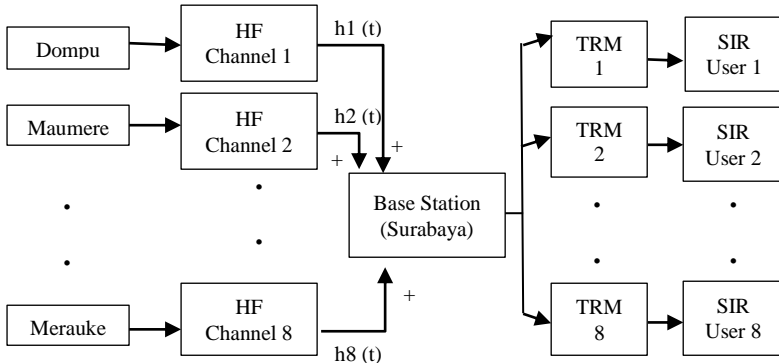 Dompu
HF
Channel 1
h1 (t)
TRM
1
SIR
User 1
Maumere
HF
Channel 2
h2 (t)
+
+
TRM
2
SIR
User 2
Base Station
(Surabaya)
Merauke
HF
Channel 8
h8 (t)
+
TRM
8
SIR
User 8